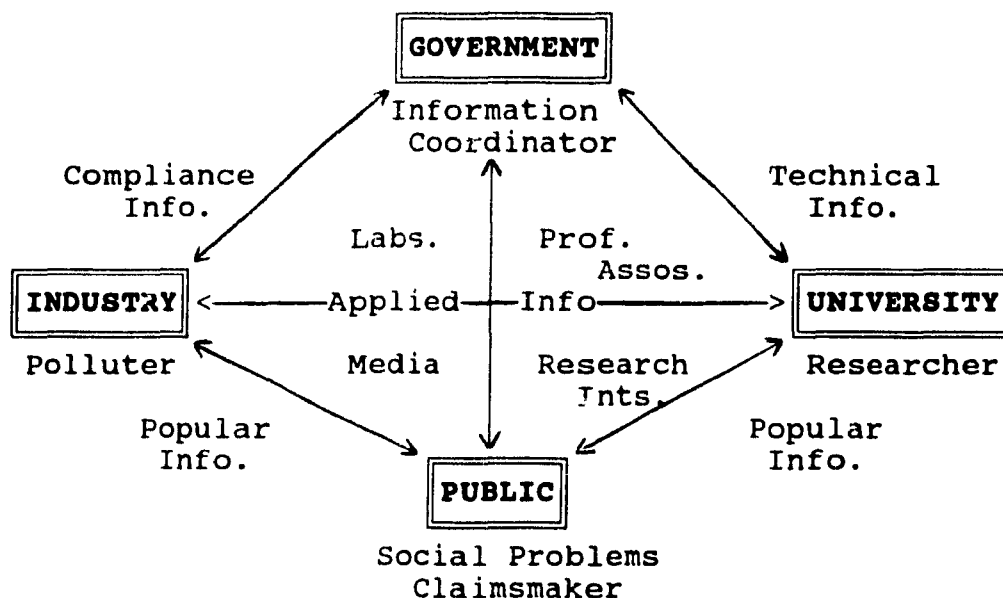 GOVERNMENT
Information
Coordinator
Compliance
Info.
Technical
Info.
Labs.
Prof.
Assos.
INDUSTRY
Applied
Info
UNIVERSITY
Polluter
Media
Research
Ints.
Researcher
Popular
Info.
Popular
Info.
PUBLIC
Social Problems
Claimsmaker